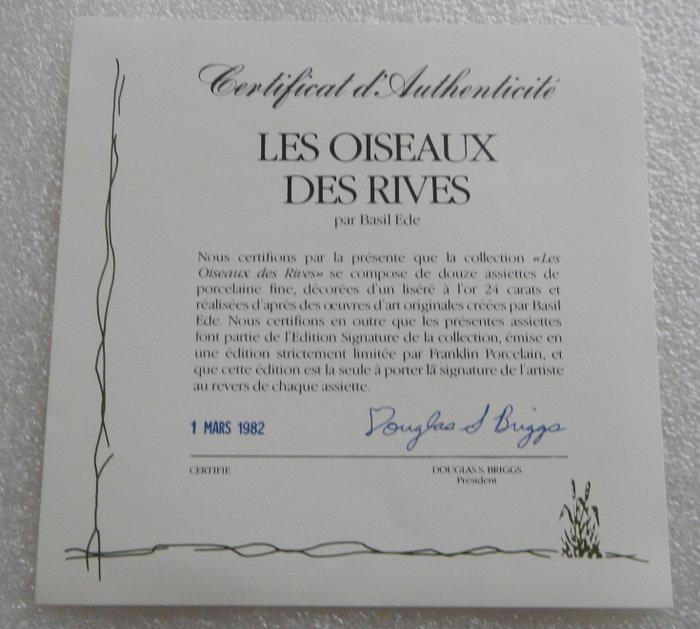 Certificat d'Authenticité
LES OISEAUX
DES RIVES
par Basil Ede
Nous certifions par la présente que la collection «Les
Oiseaux des Rives» se compose de douze assiettes de
porcelaine fine, décorées d'un liséré à l'or 24 carats et
réalisées d'après des œuvres d'art originales créées par Basil
Ede. Nous certifions en outre que les présentes assiettes
font partie de l'Edition Signature de la collection, émise en
une édition strictement limitée par Franklin Porcelain, et
que cette édition est la seule à porter la signature de l'artiste
au revers de chaque assiette.
1 MARS 1982 Douglas S Briggs
CERTIFIE DOUGLAS S. BRIGGS
Président